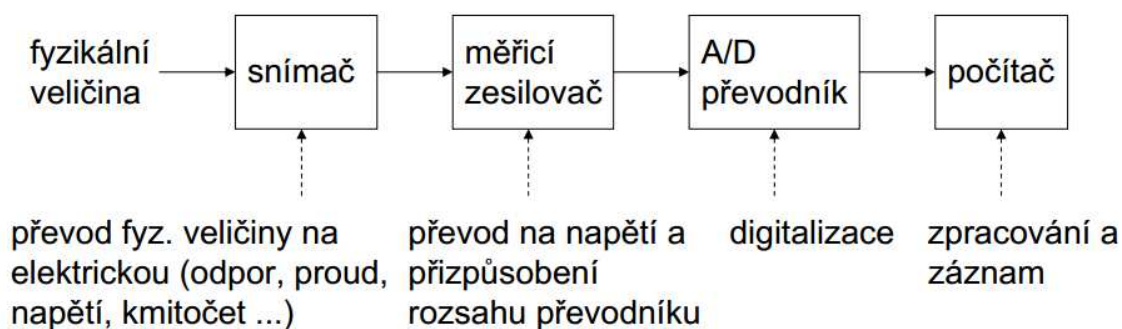 fyzikální
veličina
snímač
měřicí
zesilovač
A/D
převodník
počítač
převod fyz. veličiny na
elektrickou (odpor, proud,
napětí, kmitočet ...)
převod na napětí a
přizpůsobení
rozsahu převodníku
digitalizace
zpracování a
záznam